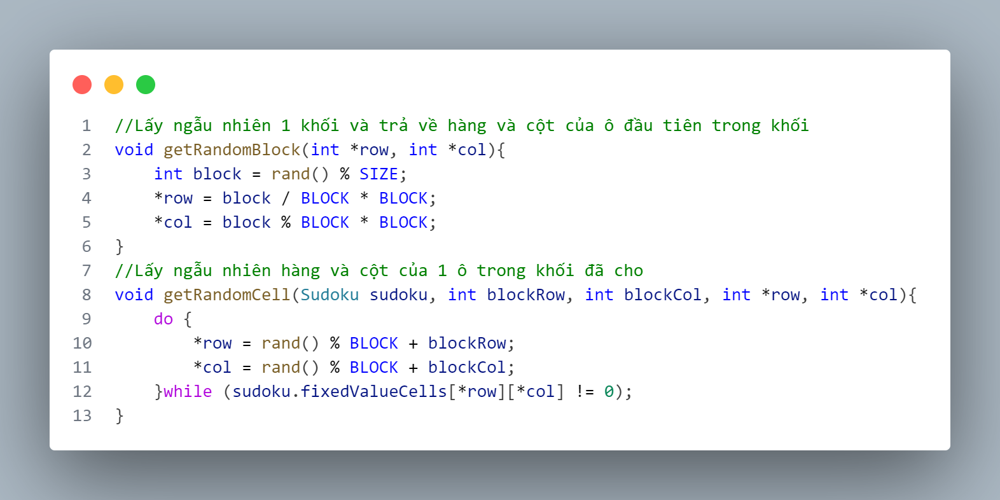 1 //Lấy ngẫu nhiên 1 khối và trả về hàng và cột của ô đầu tiên trong khối
2 void getRandomBlock(int *row, int *col){
3     int block = rand() % SIZE;
4     *row = block / BLOCK * BLOCK;
5     *col = block % BLOCK * BLOCK;
6 }
7 //Lấy ngẫu nhiên hàng và cột của 1 ô trong khối đã cho
8 void getRandomCell(Sudoku sudoku, int blockRow, int blockCol, int *row, int *col){
9     do {
10         *row = rand() % BLOCK + blockRow;
11         *col = rand() % BLOCK + blockCol;
12     }while (sudoku.fixedValueCells[*row][*col] != 0);
13 }